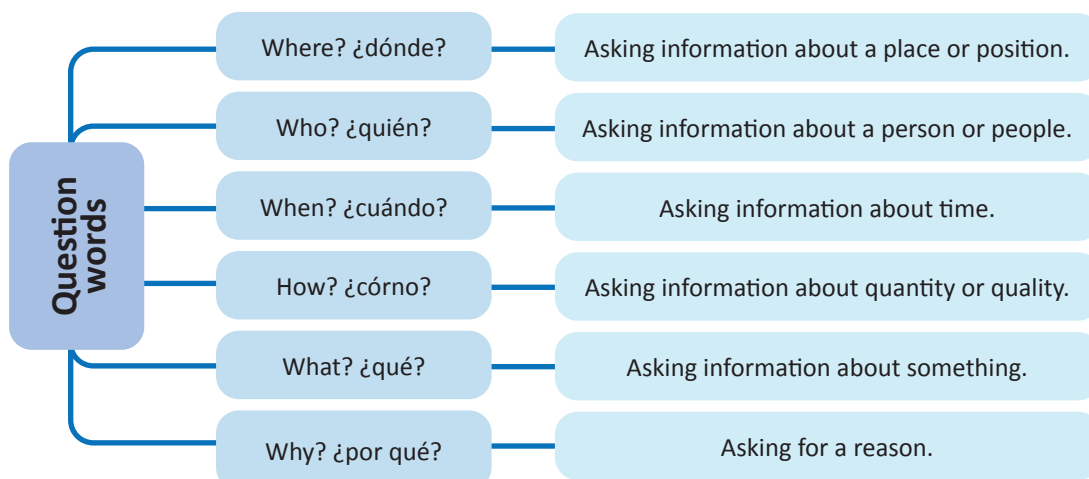 Question
words
Where? ¿dónde?
Asking information about a place or position.
Who? ¿quién?
Asking information about a person or people.
When? ¿cuándo?
Asking information about time.
How? ¿córno?
Asking information about quantity or quality.
What? ¿qué?
Asking information about something.
Why? ¿por qué?
Asking for a reason.